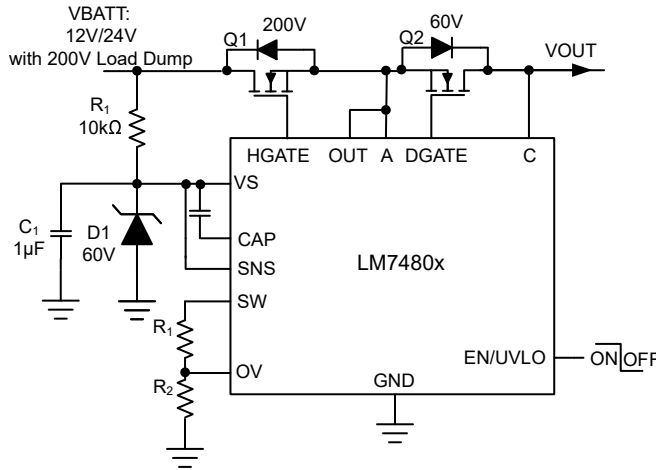 VBATT:
12V/24V
with 200V Load Dump
Q1
200V
Q2
60V
VOUT
R1
10kΩ
HGATE
OUT
A
DGATE
C
VS
C1
1µF
D1
60V
CAP
SNS
LM7480x
SW
R1
OV
R2
EN/UVLO
ON
OFF
GND